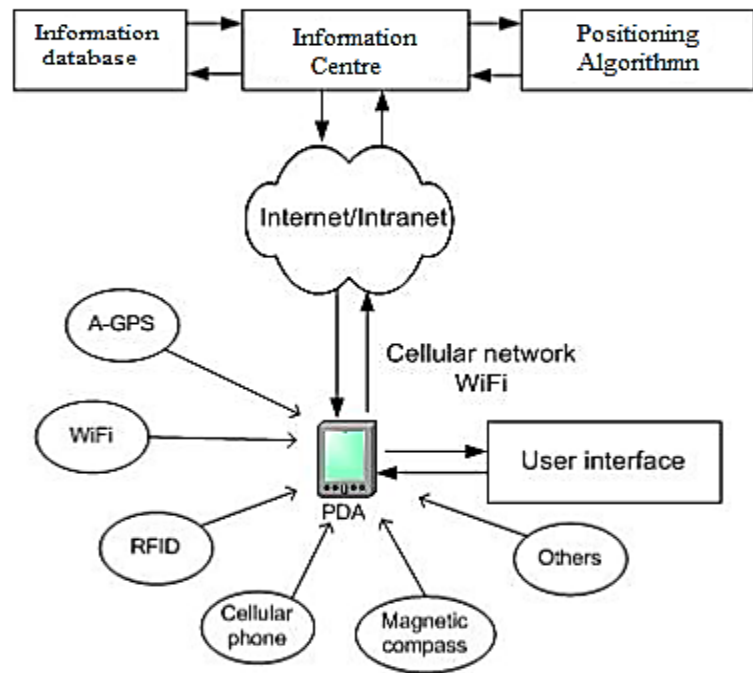 Information
database
Information
Centre
Positioning
Algorithmn
Internet/Intranet
A-GPS
Cellular network
WiFi
WiFi
User interface
PDA
RFID
Others
Cellular
phone
Magnetic
compass